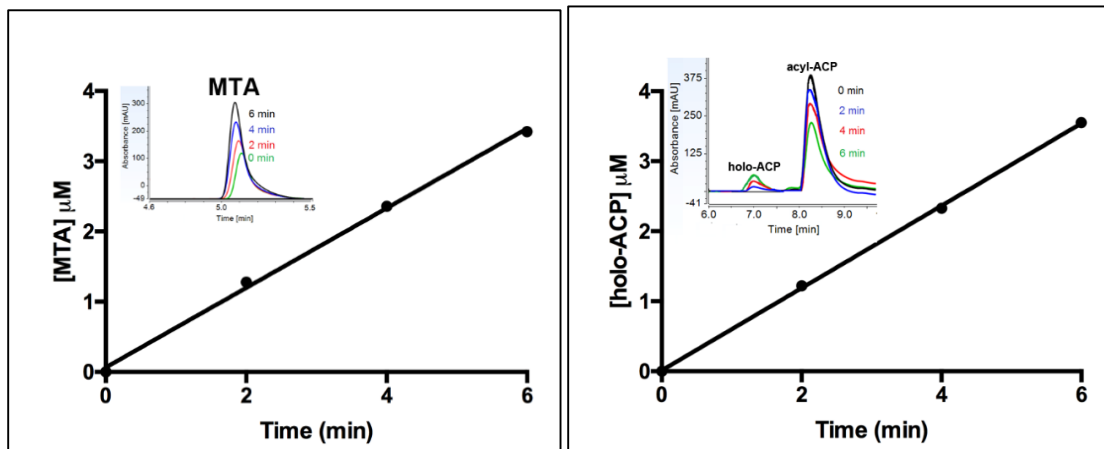 MTA
6 min
4 min
2 min
0 min
Absorbance [mAU]
300
200
100
0
-49
4.6
5.0
5.5
Time [min]
[MTA] μM
4
3
2
1
0
0
2
4
6
Time (min)
acyl-ACP
holo-ACP
0 min
2 min
4 min
6 min
Absorbance [mAU]
375
250
125
-41
6.0
7.0
8.0
9.0
Time [min]
[holo-ACP] μM
4
3
2
1
0
0
2
4
6
Time (min)